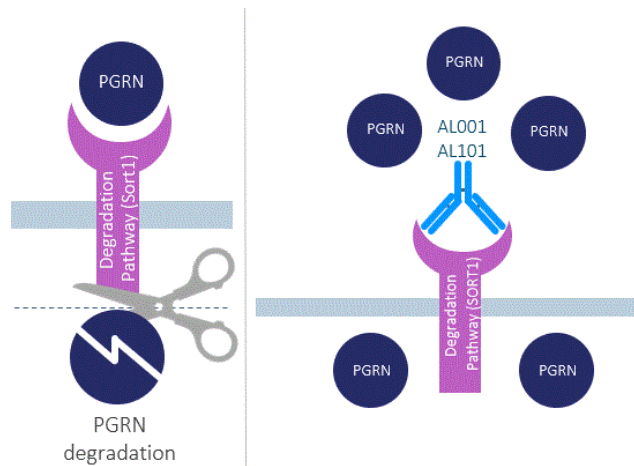 PGRN
Degradation
Pathway (Sort1)
PGRN
degradation
PGRN
PGRN
PGRN
AL001
AL101
Degradation
Pathway (SORT1)
PGRN
PGRN